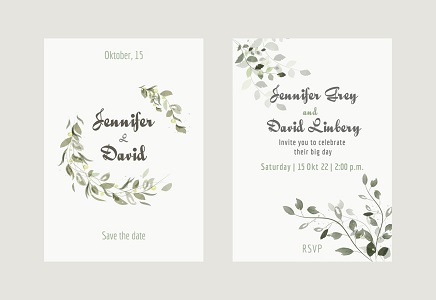 Oktober, 15
Jennifer
&
David
Save the date
Jennifer Grey
and
David Linbery
Invite you to celebrate
their big day
Saturday | 15 Okt 22 | 2:00 p.m.
RSVP